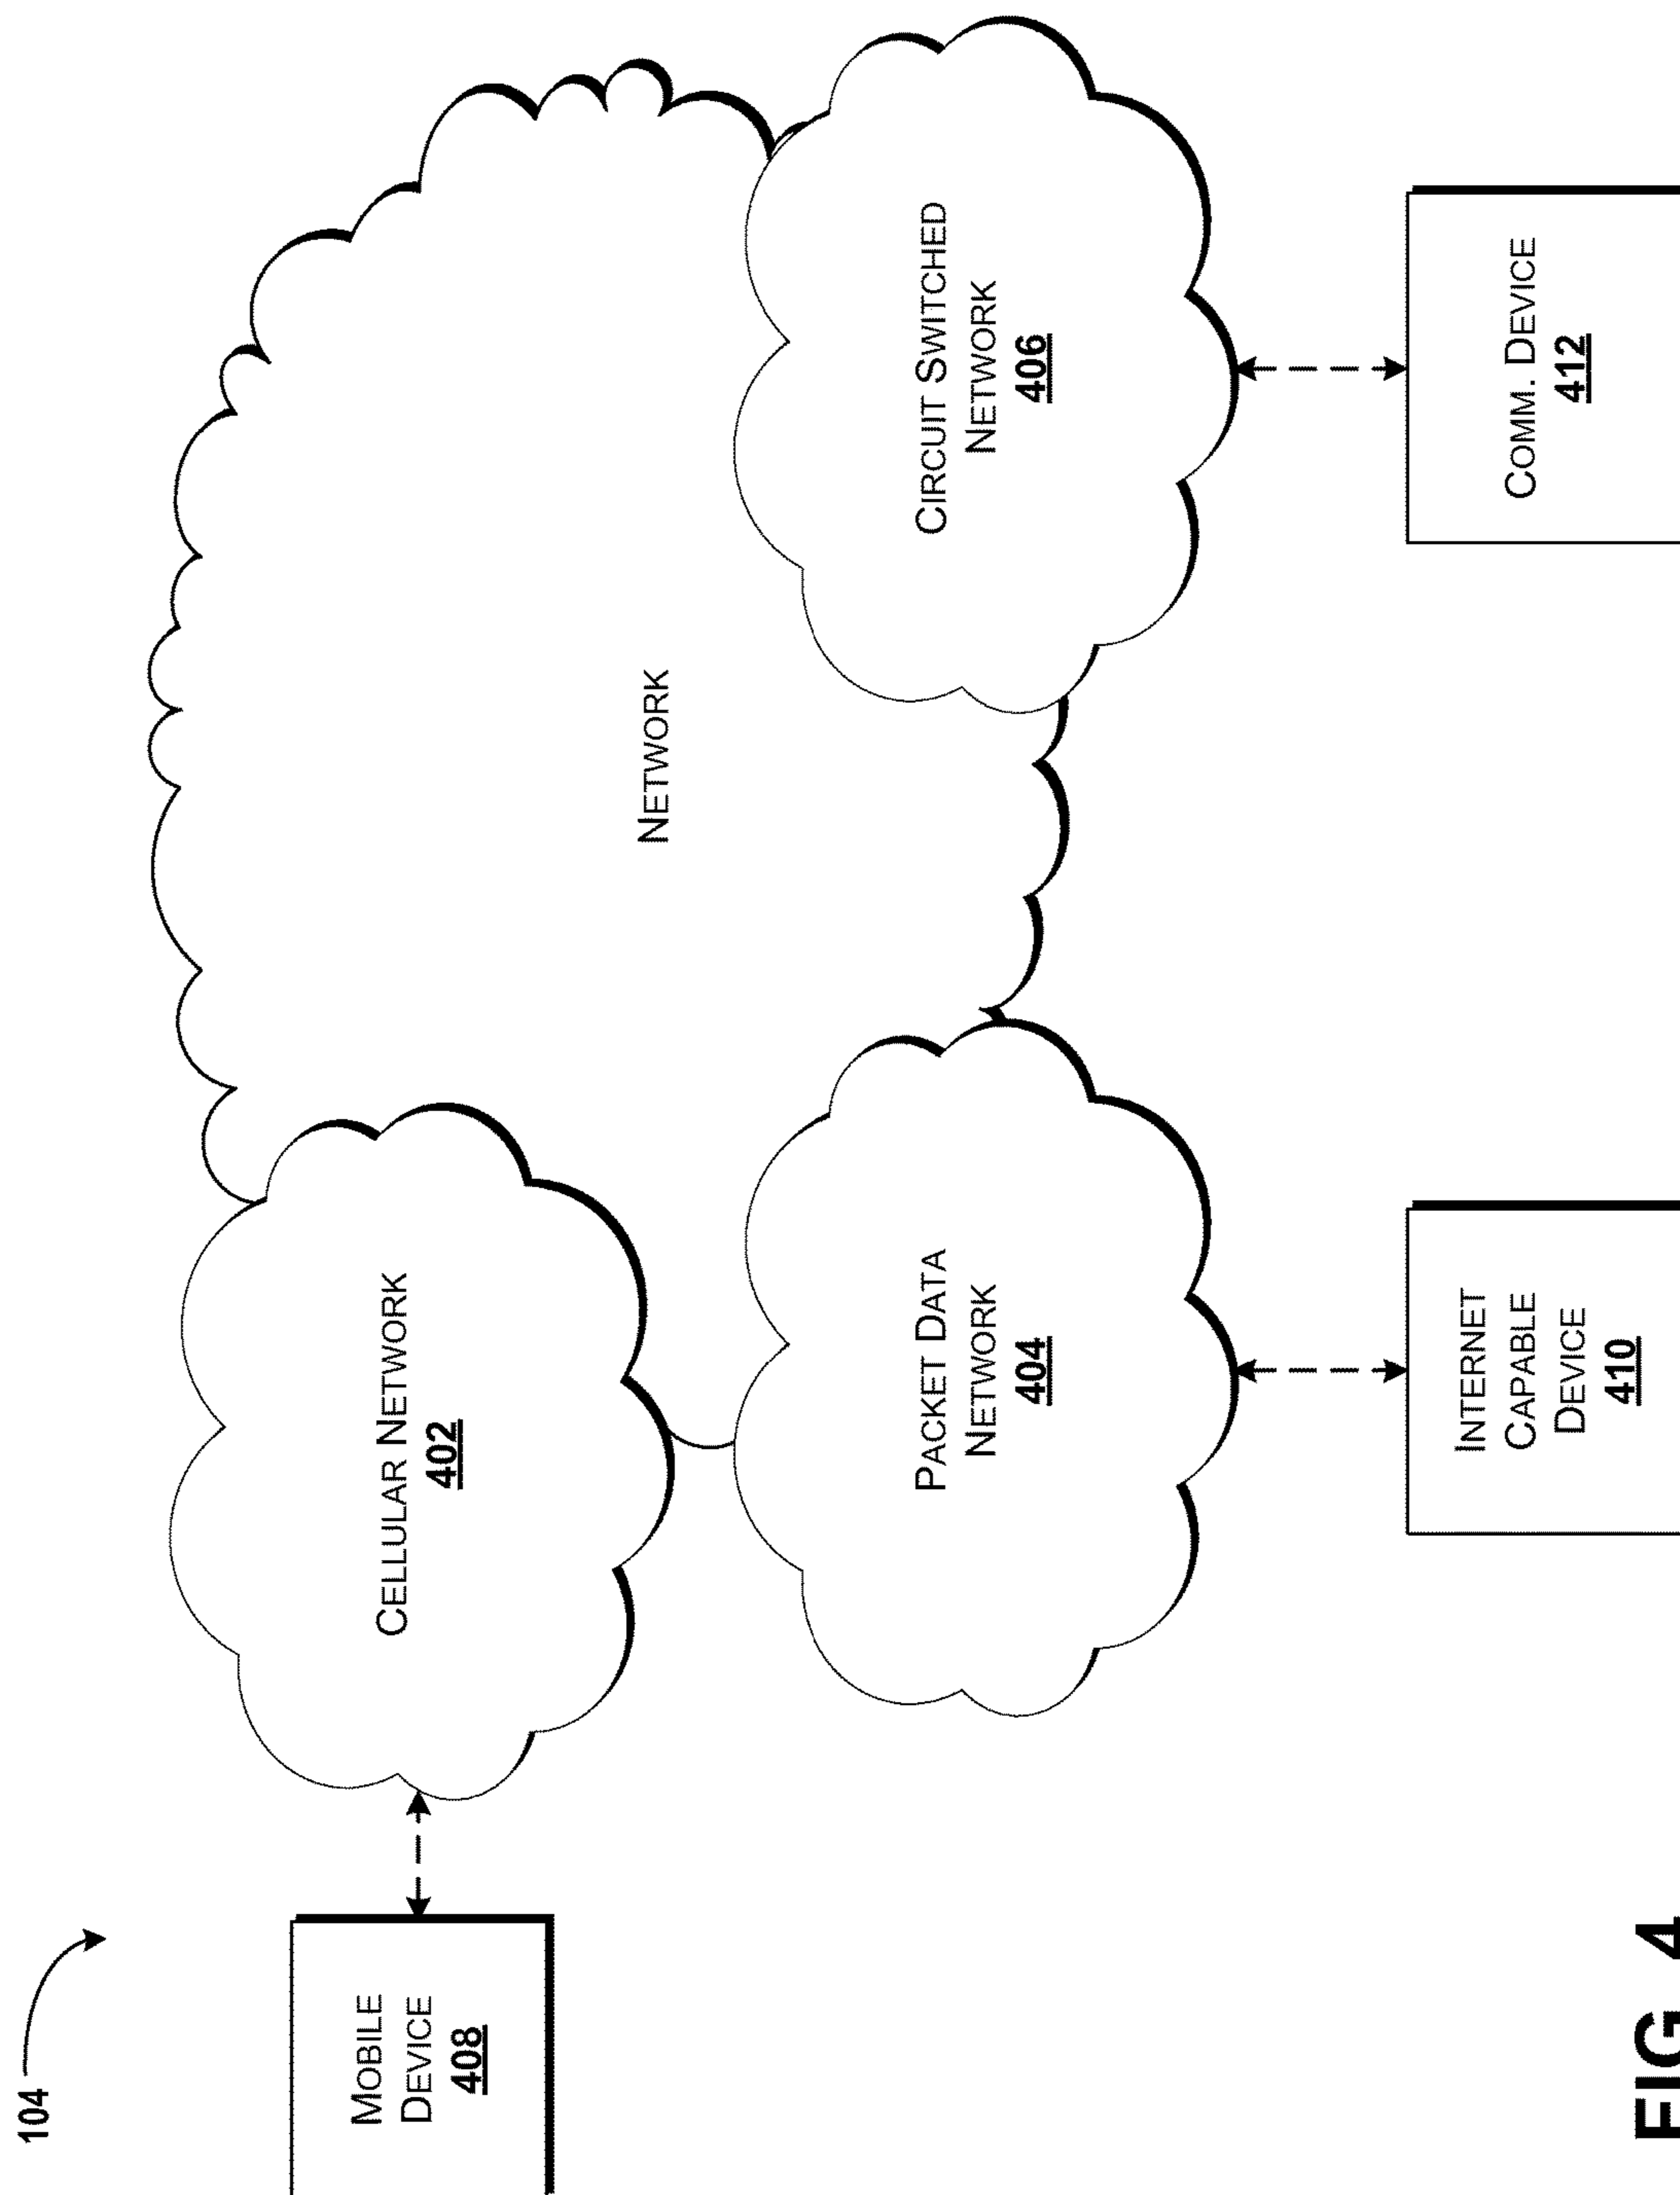 104
MOBILE
DEVICE
408
CELLULAR NETWORK
402
NETWORK
PACKET DATA
NETWORK
404
CIRCUIT SWITCHED
NETWORK
406
INTERNET
CAPABLE
DEVICE
410
COMM. DEVICE
412
FIG. 4